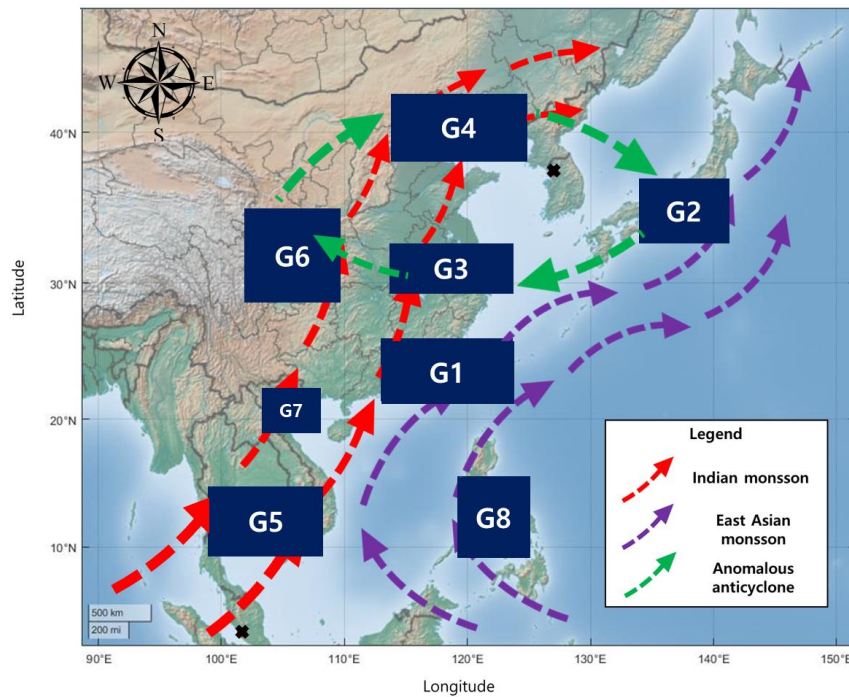 N
W E
S
G4
40°N
G2
G6
G3
30°N
Latitude
G1
G7
20°N
Legend
Indian monsson
G5
G8
East Asian
monsson
10°N
Anomalous
anticyclone
500 km
200 mi
90°E 100°E 110°E 120°E 130°E 140°E 150°E
Longitude